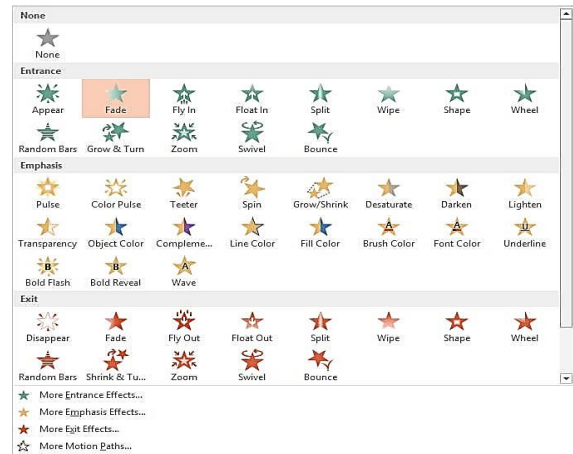 None
None
Entrance
Appear Fade Fly In Float In Split Wipe Shape Wheel
Random Bars Grow & Turn Zoom Swivel Bounce
Emphasis
Pulse Color Pulse Teeter Spin Grow/Shrink Desaturate Darken Lighten
Transparency Object Color Compleme... Line Color Fill Color Brush Color Font Color Underline
Bold Flash Bold Reveal Wave
Exit
Disappear Fade Fly Out Float Out Split Wipe Shape Wheel
Random Bars Shrink & Tu... Zoom Swivel Bounce
More Entrance Effects...
More Emphasis Effects...
More Exit Effects...
More Motion Paths...